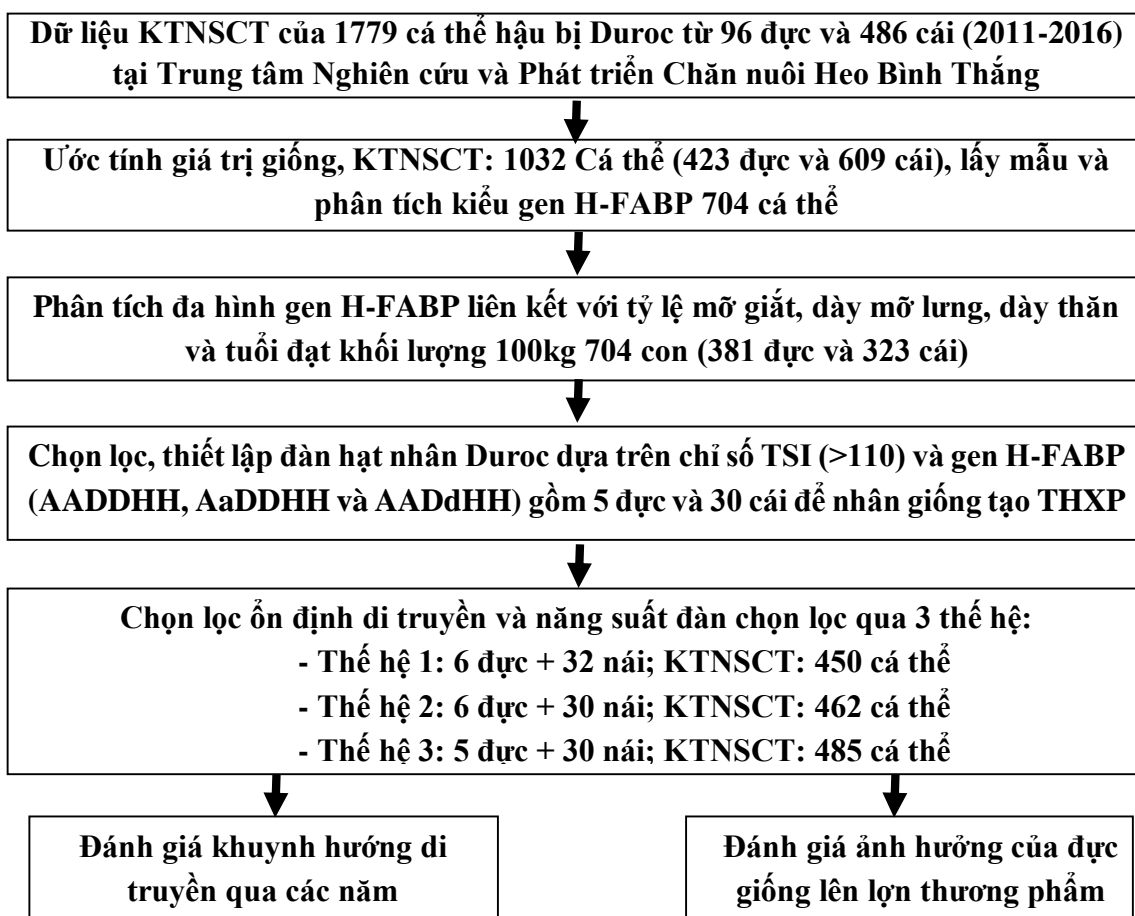 Dữ liệu KTNSCT của 1779 cá thể hậu bị Duroc từ 96 đực và 486 cái (2011-2016)
tại Trung tâm Nghiên cứu và Phát triển Chăn nuôi Heo Bình Thắng
Ước tính giá trị giống, KTNSCT: 1032 Cá thể (423 đực và 609 cái), lấy mẫu và
phân tích kiểu gen H-FABP 704 cá thể
Phân tích đa hình gen H-FABP liên kết với tỷ lệ mỡ giắt, dày mỡ lưng, dày thăn
và tuổi đạt khối lượng 100kg 704 con (381 đực và 323 cái)
Chọn lọc, thiết lập đàn hạt nhân Duroc dựa trên chỉ số TSI (>110) và gen H-FABP
(AADDHH, AaDDHH và AADdHH) gồm 5 đực và 30 cái để nhân giống tạo THXP
Chọn lọc ổn định di truyền và năng suất đàn chọn lọc qua 3 thế hệ:
- Thế hệ 1: 6 đực + 32 nái; KTNSCT: 450 cá thể
- Thế hệ 2: 6 đực + 30 nái; KTNSCT: 462 cá thể
- Thế hệ 3: 5 đực + 30 nái; KTNSCT: 485 cá thể
Đánh giá khuynh hướng di
truyền qua các năm
Đánh giá ảnh hưởng của đực
giống lên lợn thương phẩm